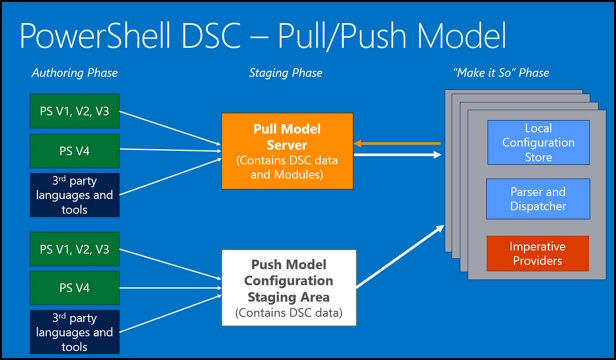 PowerShell DSC – Pull/Push Model
Authoring Phase
Staging Phase
“Make it So” Phase
PS V1, V2, V3
PS V4
3rd party
languages and
tools
Pull Model
Server
(Contains DSC data
and Modules)
Local
Configuration
Store
Parser and
Dispatcher
Imperative
Providers
PS V1, V2, V3
PS V4
3rd party
languages and
tools
Push Model
Configuration
Staging Area
(Contains DSC data)